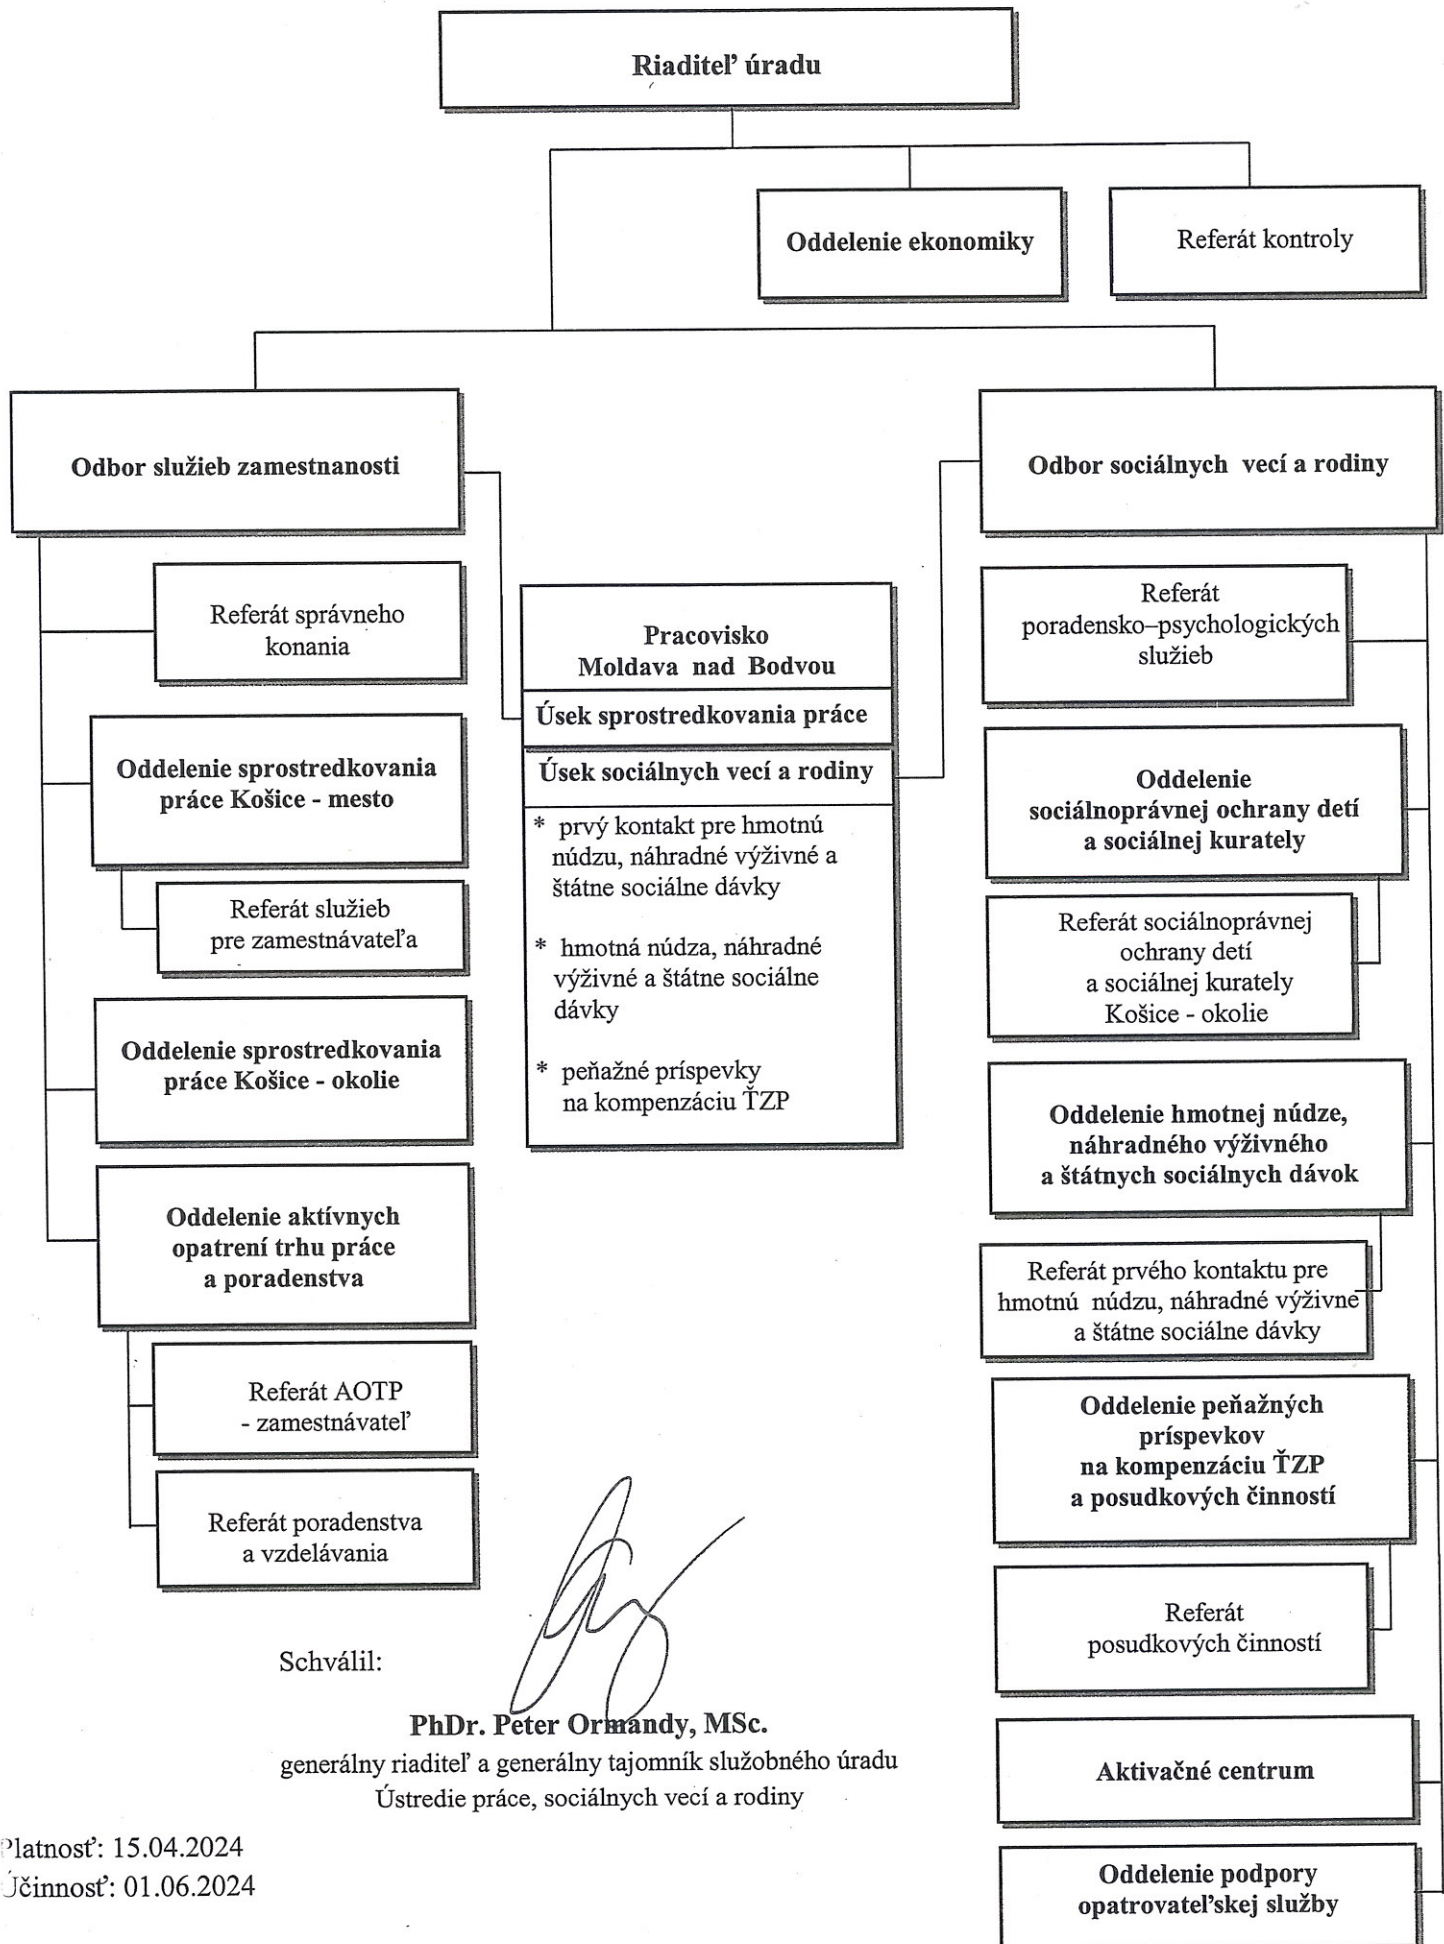 Riaditeľ úradu
Oddelenie ekonomiky
Referát kontroly
Odbor služieb zamestnanosti
Odbor sociálnych vecí a rodiny
Referát správneho
konania
Oddelenie sprostredkovania
práce Košice - mesto
Referát služieb
pre zamestnávateľa
Oddelenie sprostredkovania
práce Košice - okolie
Oddelenie aktívnych
opatrení trhu práce
a poradenstva
Referát AOTP
- zamestnávateľ
Referát poradenstva
a vzdelávania
Pracovisko
Moldava nad Bodvou
Úsek sprostredkovania práce
Úsek sociálnych vecí a rodiny
* prvý kontakt pre hmotnú
núdzu, náhradné výživné a
štátne sociálne dávky
* hmotná núdza, náhradné
výživné a štátne sociálne
dávky
* peňažné príspevky
na kompenzáciu ŤZP
Referát
poradensko–psychologických
služieb
Oddelenie
sociálnoprávnej ochrany detí
a sociálnej kurately
Referát sociálnoprávnej
ochrany detí
a sociálnej kurately
Košice - okolie
Oddelenie hmotnej núdze,
náhradného výživného
a štátnych sociálnych dávok
Referát prvého kontaktu pre
hmotnú núdzu, náhradné výživne
a štátne sociálne dávky
Oddelenie peňažných
príspevkov
na kompenzáciu ŤZP
a posudkových činností
Referát
posudkových činností
Aktivačné centrum
Oddelenie podpory
opatrovateľskej služby
Schválil:
PhDr. Peter Ormandy, MSc.
generálny riaditeľ a generálny tajomník služobného úradu
Ústredie práce, sociálnych vecí a rodiny
Platnosť: 15.04.2024
Účinnosť: 01.06.2024